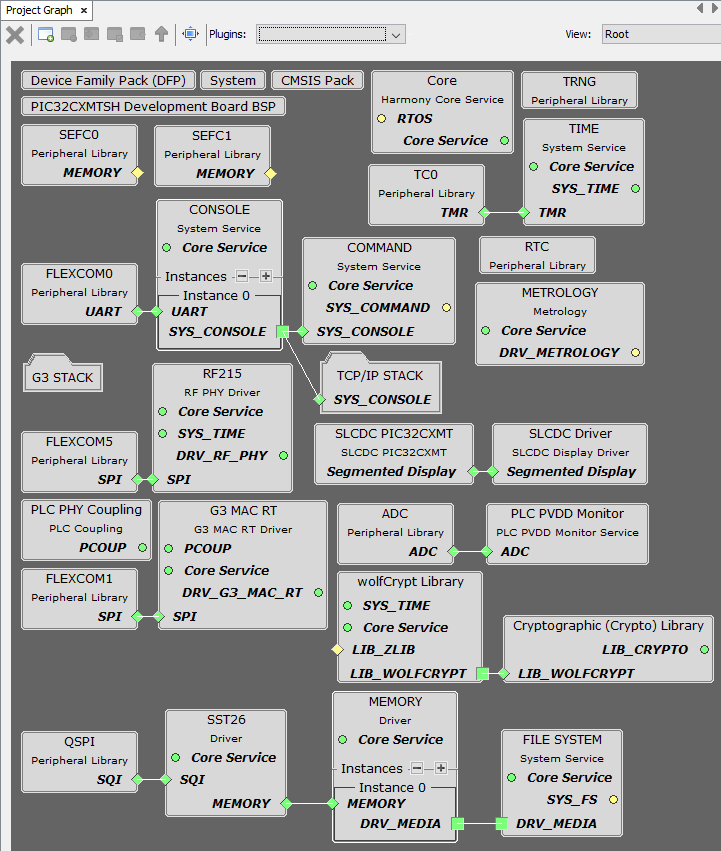 Project Graph ×
Plugins:
View: Root
Device Family Pack (DFP)
System
CMSIS Pack
PIC32CXMTSH Development Board BSP
Core
Harmony Core Service
RTOS
Core Service
TRNG
Peripheral Library
SEFC0
Peripheral Library
MEMORY
SEFC1
Peripheral Library
MEMORY
TIME
System Service
Core Service
SYS_TIME
TMR
TC0
Peripheral Library
TMR
CONSOLE
System Service
Core Service
Instances
Instance 0
UART
SYS_CONSOLE
FLEXCOM0
Peripheral Library
UART
COMMAND
System Service
Core Service
SYS_COMMAND
SYS_CONSOLE
RTC
Peripheral Library
METROLOGY
Metrology
Core Service
DRV_METROLOGY
G3 STACK
TCP/IP STACK
SYS_CONSOLE
RF215
RF PHY Driver
Core Service
SYS_TIME
DRV_RF_PHY
SPI
FLEXCOM5
Peripheral Library
SPI
SLCDC PIC32CXMT
SLCDC PIC32CXMT
Segmented Display
SLCDC Driver
SLCDC Display Driver
Segmented Display
PLC PHY Coupling
PLC Coupling
PCOUP
G3 MAC RT
G3 MAC RT Driver
PCOUP
Core Service
DRV_G3_MAC_RT
SPI
FLEXCOM1
Peripheral Library
SPI
ADC
Peripheral Library
ADC
PLC PVDD Monitor
PLC PVDD Monitor Service
ADC
wolfCrypt Library
SYS_TIME
Core Service
LIB_ZLIB
LIB_WOLFCRYPT
Cryptographic (Crypto) Library
LIB_CRYPTO
LIB_WOLFCRYPT
QSPI
Peripheral Library
SQI
SST26
Driver
Core Service
SQI
MEMORY
MEMORY
Driver
Core Service
Instances
Instance 0
MEMORY
DRV_MEDIA
FILE SYSTEM
System Service
Core Service
SYS_FS
DRV_MEDIA